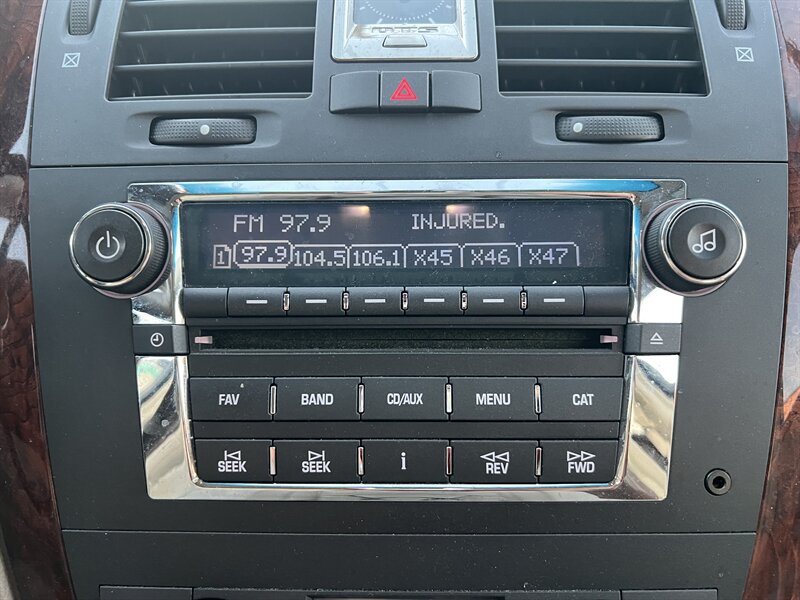 DTS
FM 97.9 INJURED.
1 97.9 104.5 106.1 X45 X46 X47
FAV BAND CD/AUX MENU CAT
SEEK SEEK i REV FWD